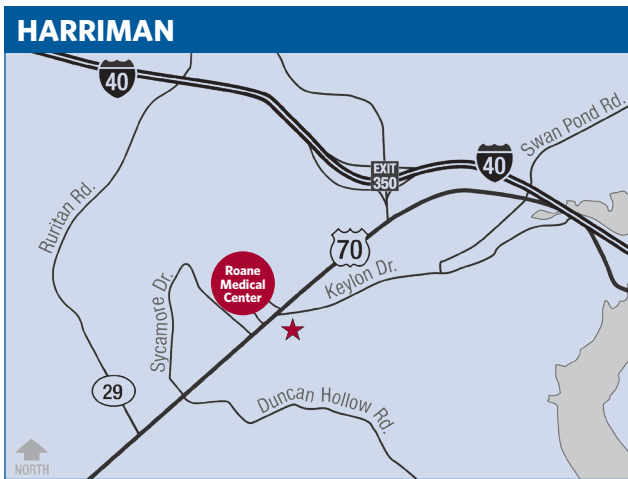 HARRIMAN
40
Swan Pond Rd.
EXIT
350
40
Ruritan Rd.
70
Roane
Medical
Center
Keylon Dr.
Sycamore Dr.
29
Duncan Hollow Rd.
NORTH